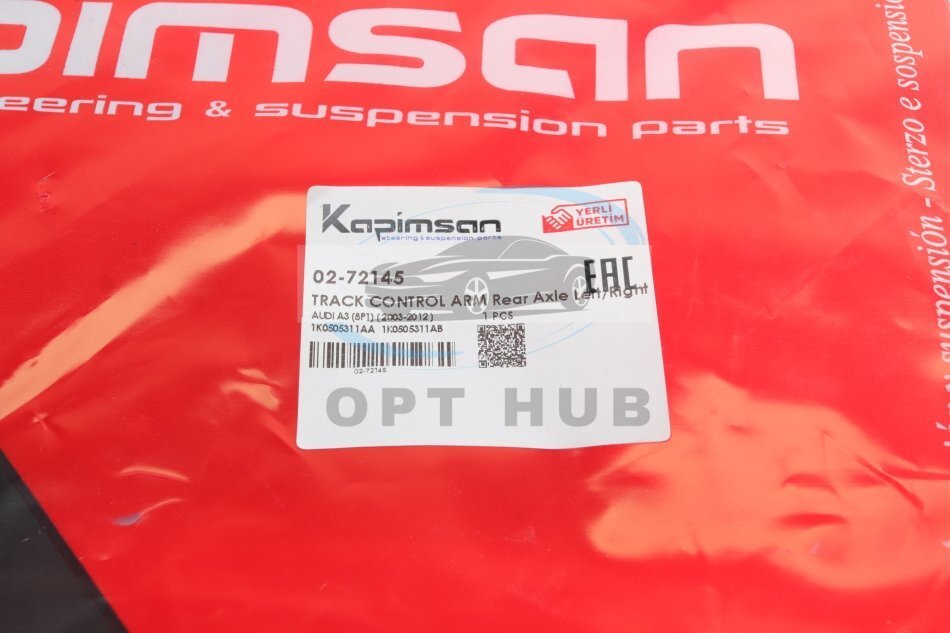 pimsan
eering & suspension parts
suspensión - Sterzo e sospensi
Kapimsan
steering & suspension parts
YERLİ
ÜRETİM
02-72145
EAC
TRACK CONTROL ARM Rear Axle Left/Right
AUDI A3 (8P1) (2003-2012) 1 PCS
1K0505311AA 1K0505311AB
02-72145
OPT HUB